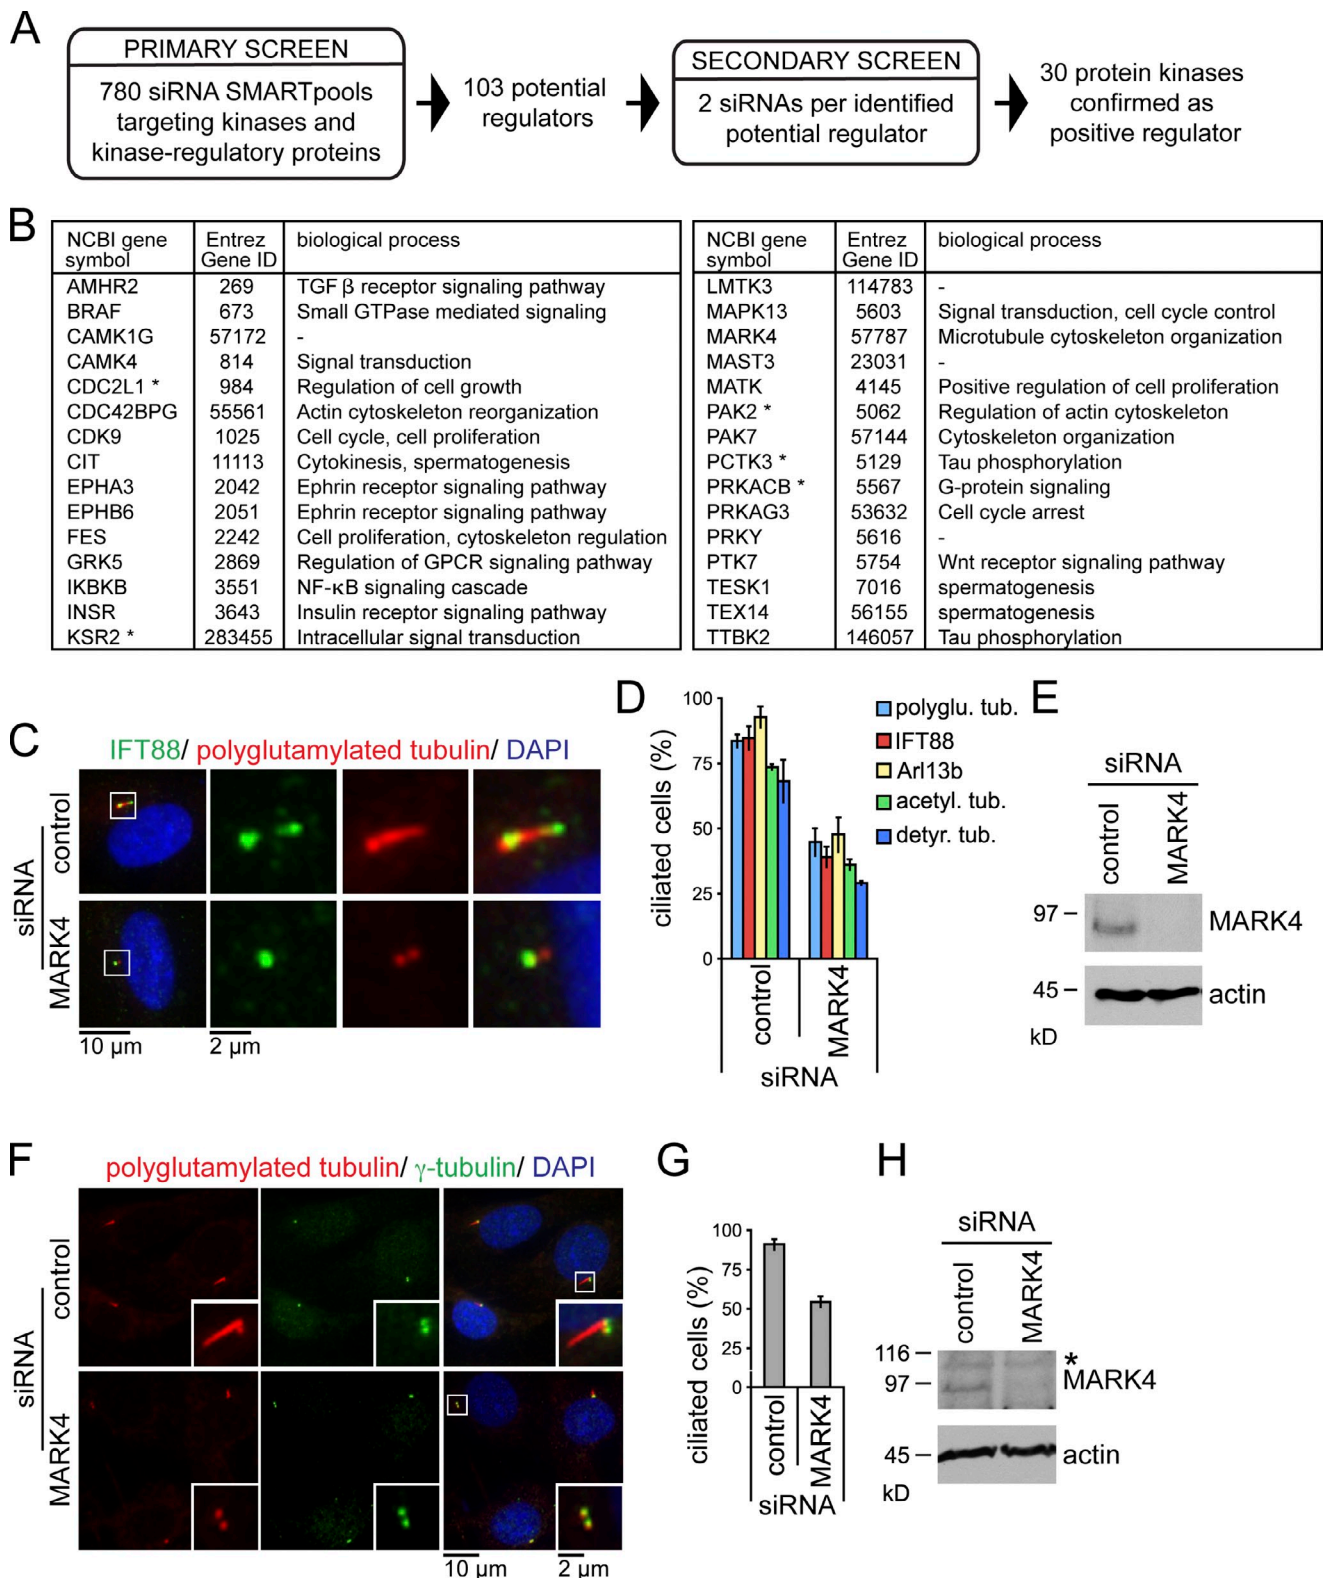 A
PRIMARY SCREEN
780 siRNA SMARTpools
targeting kinases and
kinase-regulatory proteins
103 potential
regulators
SECONDARY SCREEN
2 siRNAs per identified
potential regulator
30 protein kinases
confirmed as
positive regulator
B
NCBI gene symbol Entrez Gene ID biological process
AMHR2 269 TGFβ receptor signaling pathway
BRAF 673 Small GTPase mediated signaling
CAMK1G 57172 -
CAMK4 814 Signal transduction
CDC2L1 * 984 Regulation of cell growth
CDC42BPG 55561 Actin cytoskeleton reorganization
CDK9 1025 Cell cycle, cell proliferation
CIT 11113 Cytokinesis, spermatogenesis
EPHA3 2042 Ephrin receptor signaling pathway
EPHB6 2051 Ephrin receptor signaling pathway
FES 2242 Cell proliferation, cytoskeleton regulation
GRK5 2869 Regulation of GPCR signaling pathway
IKBKB 3551 NF-κB signaling cascade
INSR 3643 Insulin receptor signaling pathway
KSR2 * 283455 Intracellular signal transduction
NCBI gene symbol Entrez Gene ID biological process
LMTK3 114783 -
MAPK13 5603 Signal transduction, cell cycle control
MARK4 57787 Microtubule cytoskeleton organization
MAST3 23031 -
MATK 4145 Positive regulation of cell proliferation
PAK2 * 5062 Regulation of actin cytoskeleton
PAK7 57144 Cytoskeleton organization
PCTK3 * 5129 Tau phosphorylation
PRKACB * 5567 G-protein signaling
PRKAG3 53632 Cell cycle arrest
PRKY 5616 -
PTK7 5754 Wnt receptor signaling pathway
TESK1 7016 spermatogenesis
TEX14 56155 spermatogenesis
TTBK2 146057 Tau phosphorylation
C
IFT88/ polyglutamylated tubulin/ DAPI
siRNA
control
MARK4
10 µm
2 µm
D
ciliated cells (%)
100
75
50
25
0
control
MARK4
siRNA
polyglu. tub.
IFT88
Arl13b
acetyl. tub.
detyr. tub.
E
siRNA
control
MARK4
97
MARK4
45
actin
kD
F
polyglutamylated tubulin/ γ-tubulin/ DAPI
siRNA
control
MARK4
10 µm
2 µm
G
ciliated cells (%)
100
75
50
25
0
control
MARK4
siRNA
H
siRNA
control
MARK4
116
*
97
MARK4
45
actin
kD